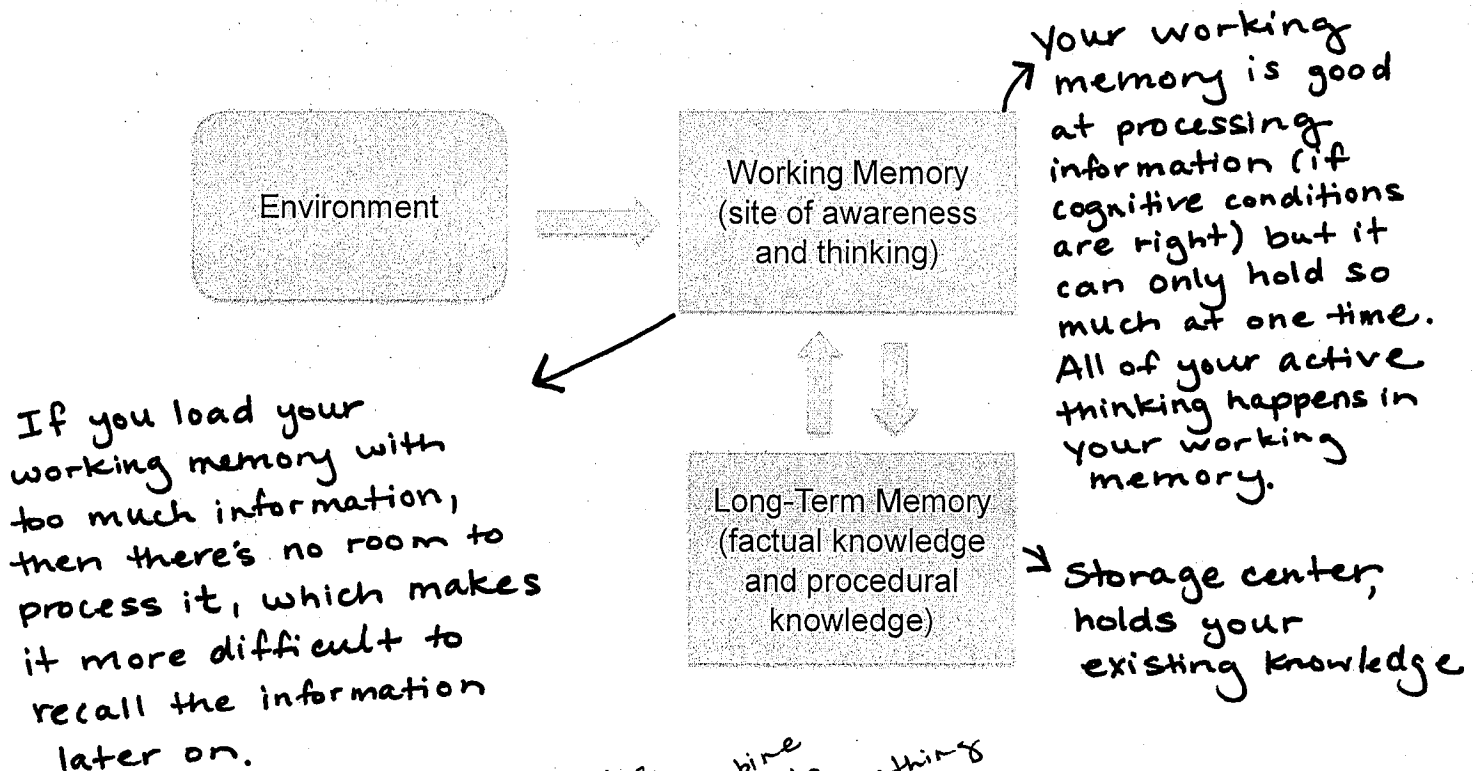 Your working
memory is good
at processing
information (if
cognitive conditions
are right) but it
can only hold so
much at one time.
All of your active
thinking happens in
your working
memory.
Environment
Working Memory
(site of awareness
and thinking)
If you load your
working memory with
too much information,
then there's no room to
process it, which makes
it more difficult to
recall the information
later on.
Long-Term Memory
(factual knowledge
and procedural
knowledge)
Storage center,
holds your
existing knowledge